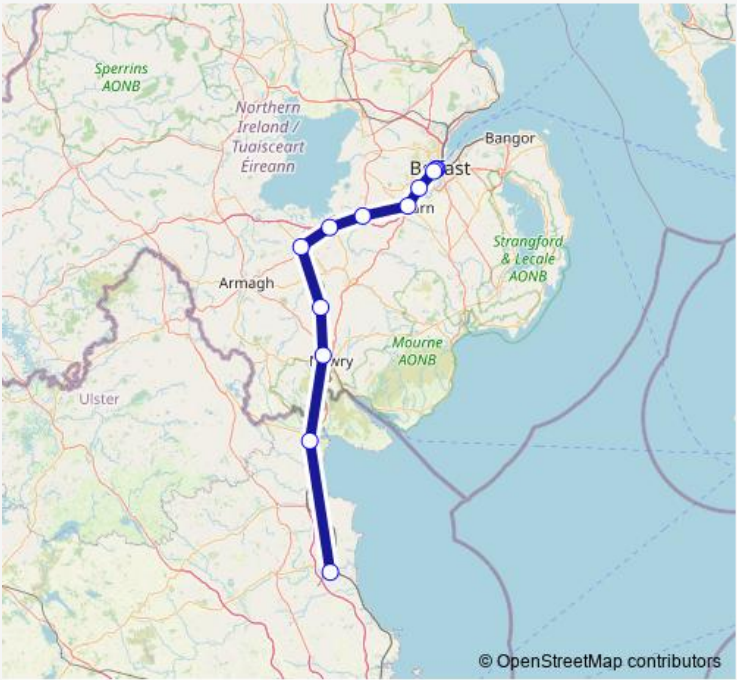 Sperrins
AONB
Northern
Ireland /
Tuaisceart
Éireann
Bangor
Armagh
Strangford
& Lecale
AONB
Mourne
AONB
Ulster
© OpenStreetMap contributors